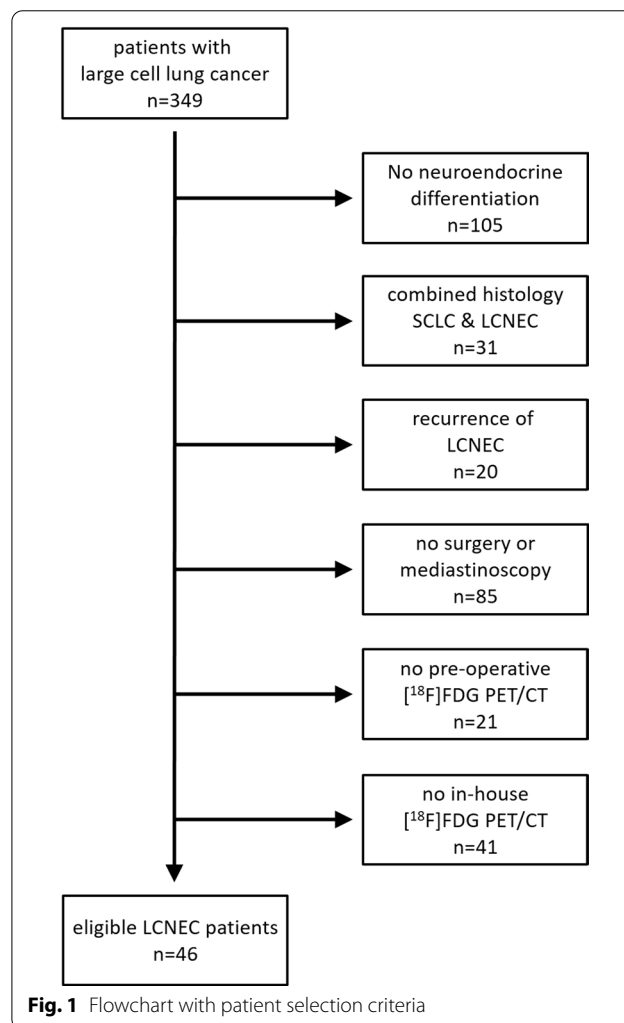 patients with
large cell lung cancer
n=349
No neuroendocrine
differentiation
n=105
combined histology
SCLC & LCNEC
n=31
recurrence of
LCNEC
n=20
no surgery or
mediastinoscopy
n=85
no pre-operative
[¹⁸F]FDG PET/CT
n=21
no in-house
[¹⁸F]FDG PET/CT
n=41
eligible LCNEC patients
n=46
Fig. 1 Flowchart with patient selection criteria